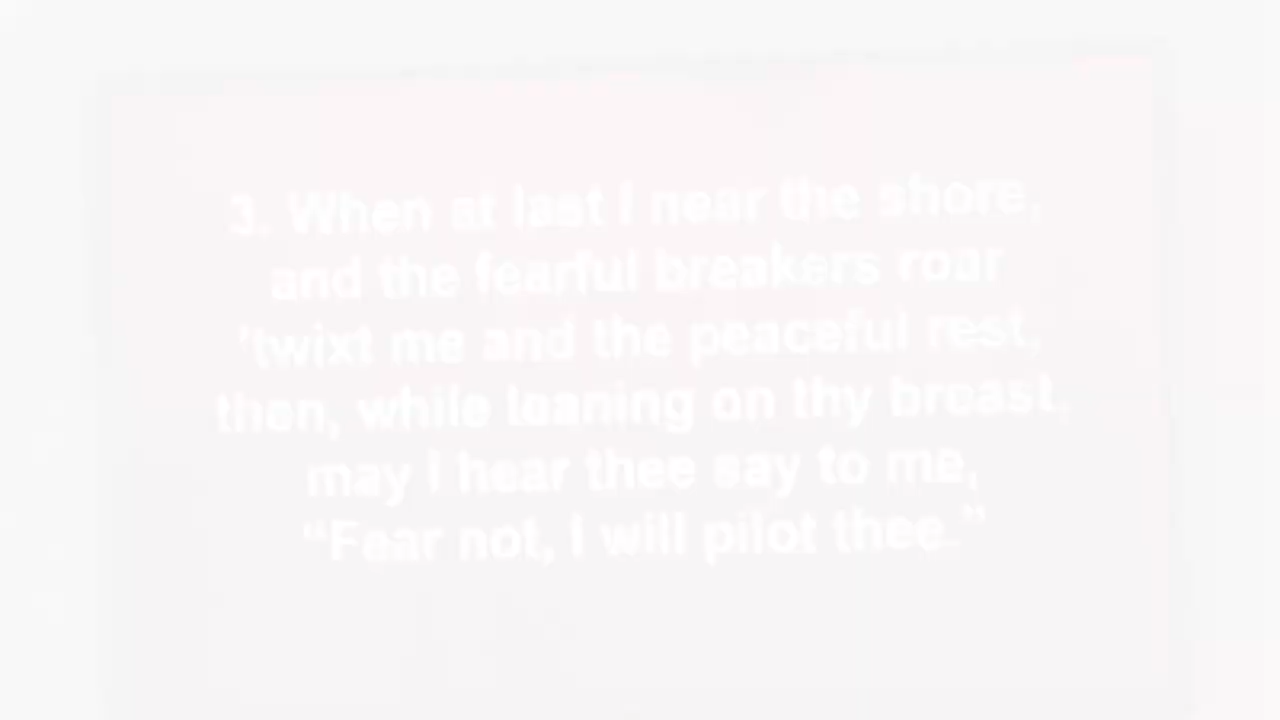 3. When at last I near the shore,
and the fearful breakers roar
'twixt me and the peaceful rest,
then, while leaning on thy breast,
may I hear thee say to me,
“Fear not, I will pilot thee.”